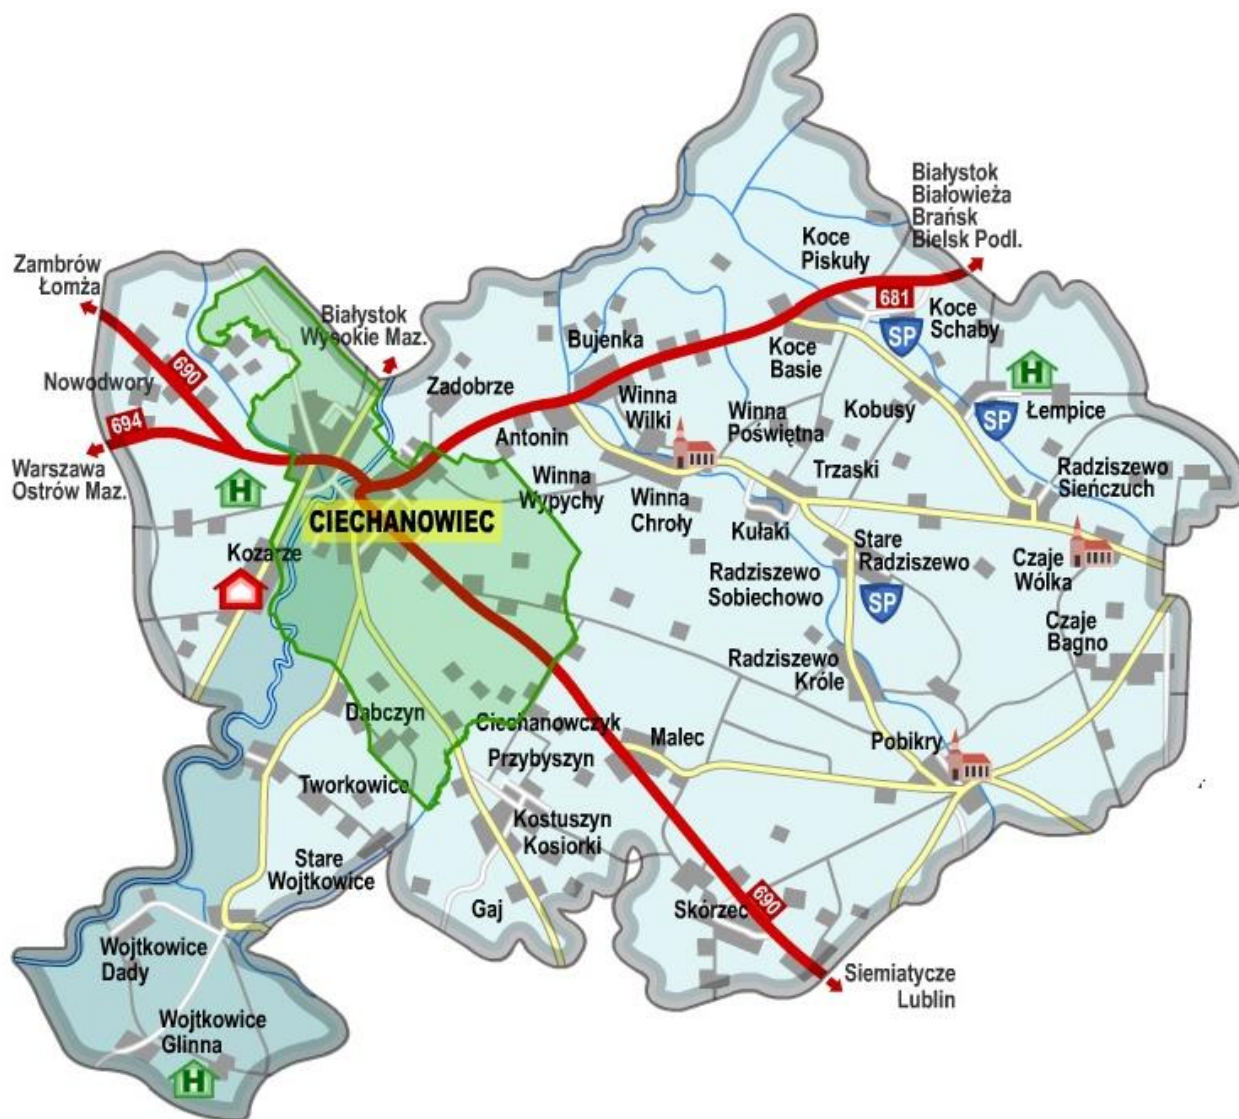 Białystok
Białowieża
Brańsk
Bielsk Podl.
Koce
Piskuły
Zambrów
Łomża
681
Białystok
Wysokie Maz.
Koce
Schaby
SP
Bujenka
Koce
Basie
H
Nowodwory
690
Zadobrze
Kobusy
Łempice
SP
694
Winna
Wilki
Winna
Poświętna
Antonin
Warszawa
Ostrów Maz.
Trzaski
Radziszewo
Sieńczuch
H
Winna
Wypychy
Winna
Chroły
CIECHANOWIEC
Kułaki
Stare
Radziszewo
Kozarze
Czaje
Wólka
Radziszewo
Sobiechowo
SP
Czaje
Bagno
Radziszewo
Króle
Dabczyn
Ciechanowczyk
Malec
Pobikry
Przybyszyn
Tworkowice
Kostuszyn
Kosiorki
Stare
Wojtkowice
690
Gaj
Skórzec
Wojtkowice
Dady
Siemiatycze
Lublin
Wojtkowice
Glinna
H